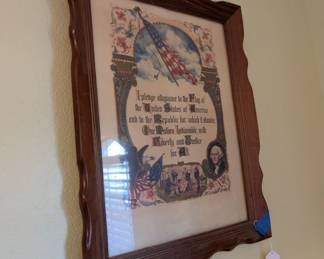 I pledge allegiance to the Flag of
the United States of America
and to the Republic for which it stands
One Nation Indivisible with
Liberty and Justice
for All